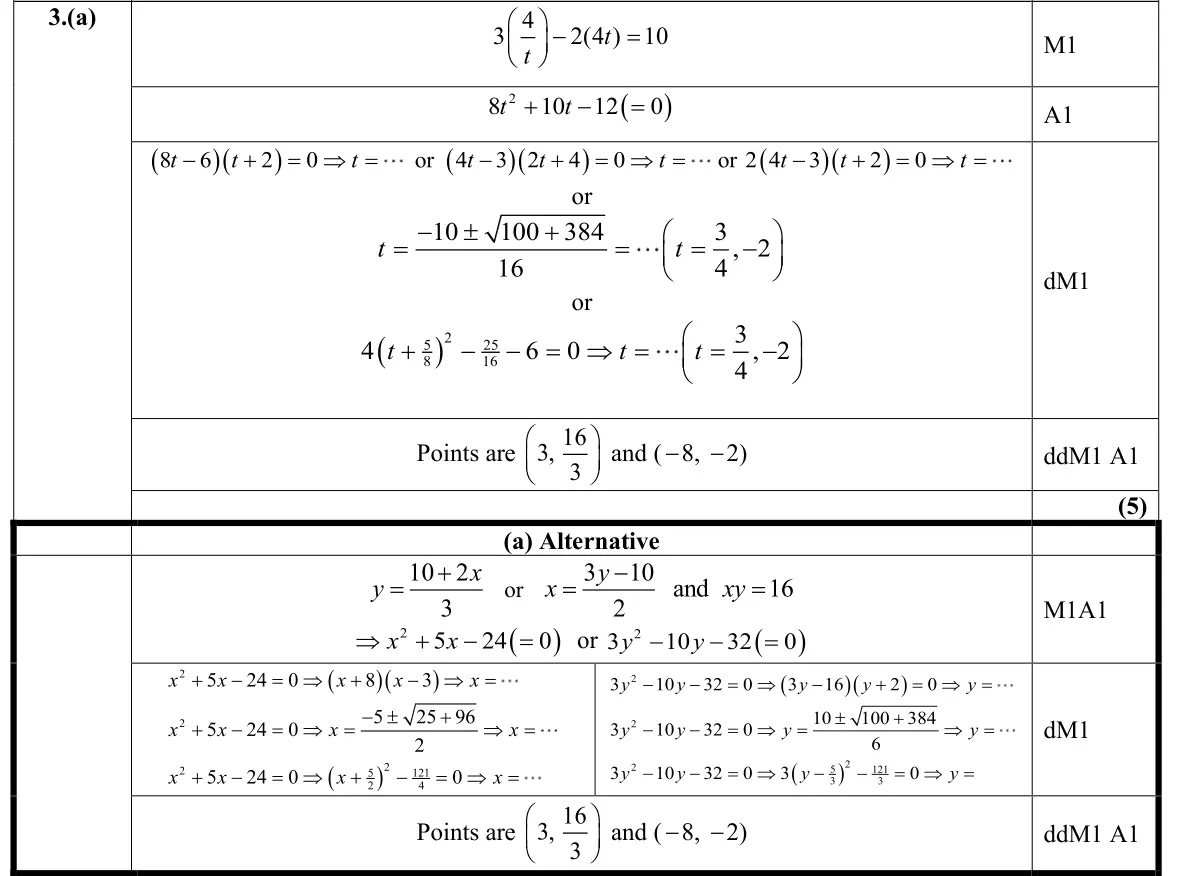 3.(a)
3(4/t) − 2(4t) = 10
M1
8t² + 10t − 12 (= 0)
A1
(8t − 6)(t + 2) = 0 ⇒ t = ⋯ or (4t − 3)(2t + 4) = 0 ⇒ t = ⋯ or 2(4t − 3)(t + 2) = 0 ⇒ t = ⋯
or
t = (−10 ± √(100 + 384))/16 = ⋯ (t = 3/4, −2)
or
4(t + 5/8)² − 25/16 − 6 = 0 ⇒ t = ⋯ (t = 3/4, −2)
dM1
Points are (3, 16/3) and (−8, −2)
ddM1 A1
(5)
(a) Alternative
y = (10 + 2x)/3 or x = (3y − 10)/2 and xy = 16
⇒ x² + 5x − 24 (= 0) or 3y² − 10y − 32 (= 0)
M1A1
x² + 5x − 24 = 0 ⇒ (x + 8)(x − 3) ⇒ x = ⋯
x² + 5x − 24 = 0 ⇒ x = (−5 ± √(25 + 96))/2 ⇒ x = ⋯
x² + 5x − 24 = 0 ⇒ (x + 5/2)² − 121/4 = 0 ⇒ x = ⋯
3y² − 10y − 32 = 0 ⇒ (3y − 16)(y + 2) = 0 ⇒ y = ⋯
3y² − 10y − 32 = 0 ⇒ y = (10 ± √(100 + 384))/6 ⇒ y = ⋯
3y² − 10y − 32 = 0 ⇒ 3(y − 5/3)² − 121/3 = 0 ⇒ y =
dM1
Points are (3, 16/3) and (−8, −2)
ddM1 A1